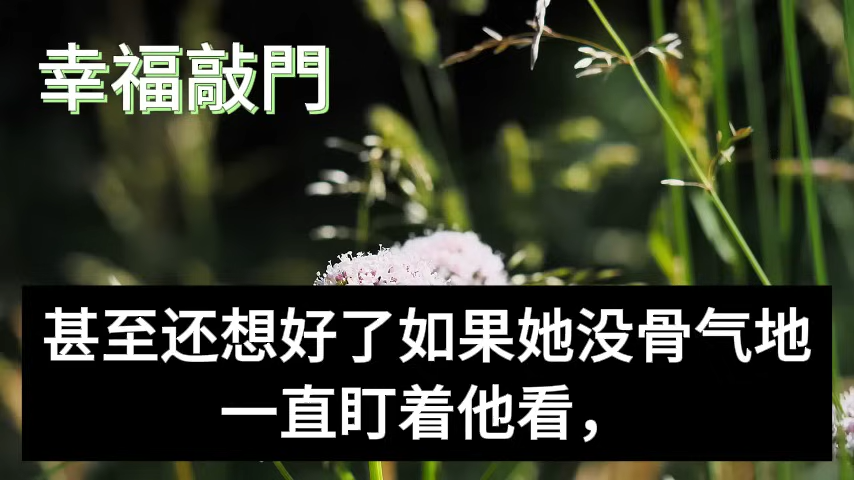 幸福敲門
甚至还想好了如果她没骨气地
一直盯着他看，